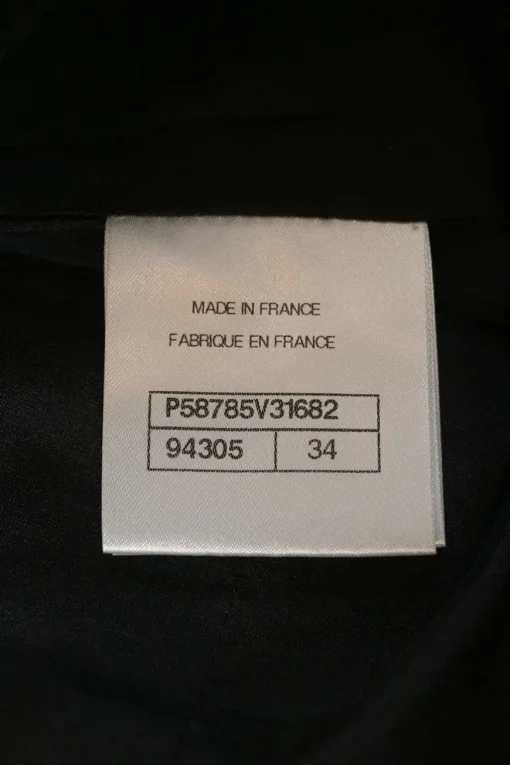 MADE IN FRANCE
FABRIQUE EN FRANCE
P58785V31682
94305 34